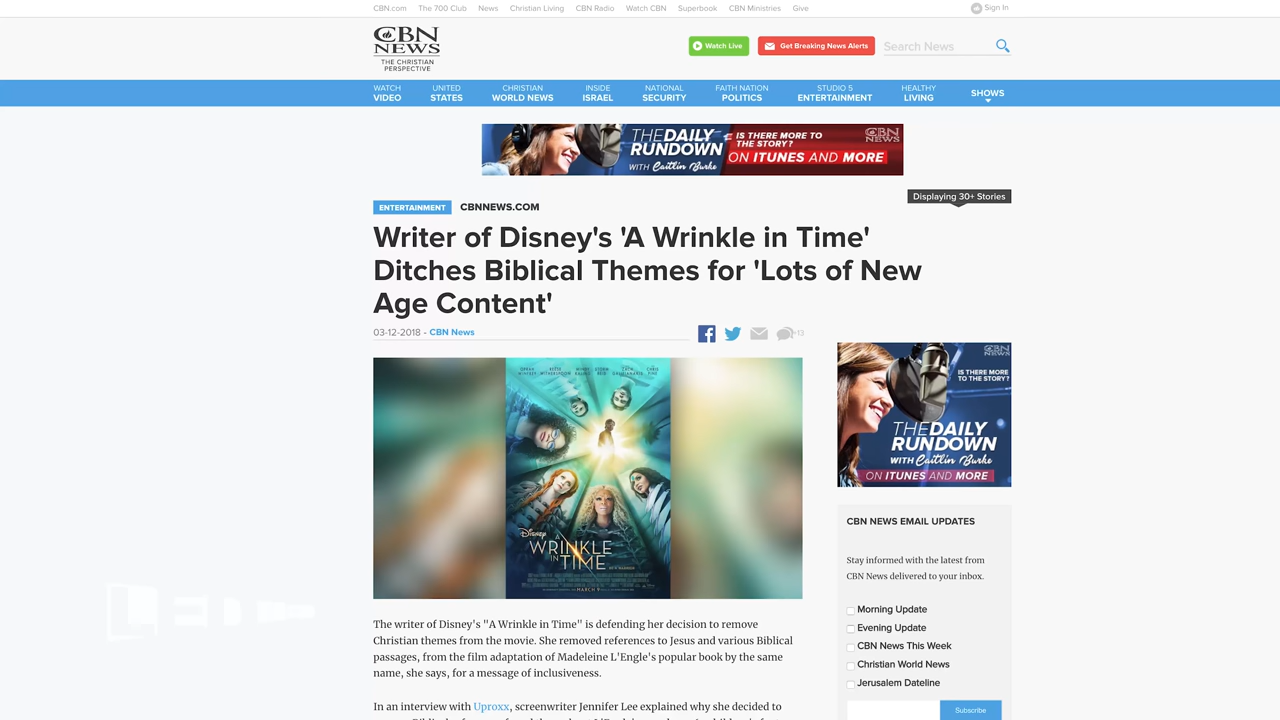 CBN.com The 700 Club News Christian Living CBN Radio Watch CBN Superbook CBN Ministries Give Sign In
CBN
NEWS
THE CHRISTIAN
PERSPECTIVE
Watch Live
Get Breaking News Alerts
Search News
WATCH
VIDEO
UNITED
STATES
CHRISTIAN
WORLD NEWS
INSIDE
ISRAEL
NATIONAL
SECURITY
FAITH NATION
POLITICS
STUDIO 5
ENTERTAINMENT
HEALTHY
LIVING
SHOWS
THE DAILY
RUNDOWN
WITH Caitlin Burke
IS THERE MORE TO
THE STORY?
ON ITUNES AND MORE
CBN
NEWS
Displaying 30+ Stories
ENTERTAINMENT CBNNEWS.COM
Writer of Disney's 'A Wrinkle in Time'
Ditches Biblical Themes for 'Lots of New
Age Content'
03-12-2018 - CBN News
+13
Disney
A
WRINKLE
IN TIME
MARCH 9
CBN
NEWS
IS THERE MORE
TO THE STORY?
THE DAILY
RUNDOWN
WITH Caitlin Burke
ON ITUNES AND MORE
The writer of Disney's "A Wrinkle in Time" is defending her decision to remove
Christian themes from the movie. She removed references to Jesus and various Biblical
passages, from the film adaptation of Madeleine L'Engle's popular book by the same
name, she says, for a message of inclusiveness.
In an interview with Uproxx, screenwriter Jennifer Lee explained why she decided to
CBN NEWS EMAIL UPDATES
Stay informed with the latest from
CBN News delivered to your inbox.
Morning Update
Evening Update
CBN News This Week
Christian World News
Jerusalem Dateline
Subscribe